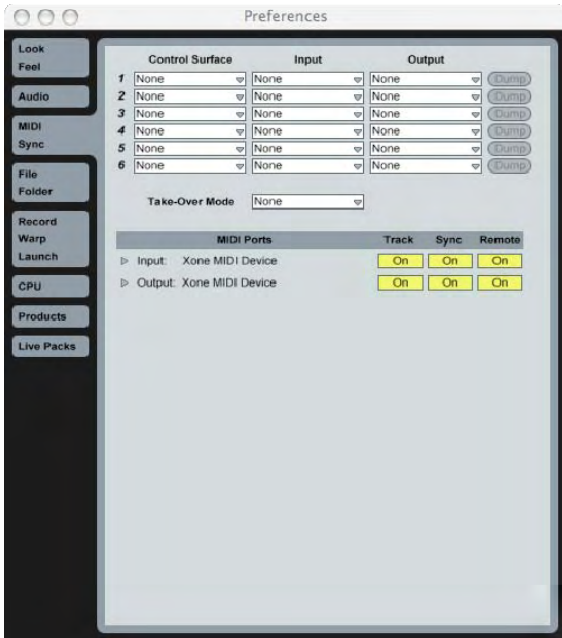 Preferences
Look
Feel
Audio
MIDI
Sync
File
Folder
Record
Warp
Launch
CPU
Products
Live Packs
Control Surface Input Output
1 None None None Dump
2 None None None Dump
3 None None None Dump
4 None None None Dump
5 None None None Dump
6 None None None Dump
Take-Over Mode None
MIDI Ports Track Sync Remote
Input: Xone MIDI Device On On On
Output: Xone MIDI Device On On On